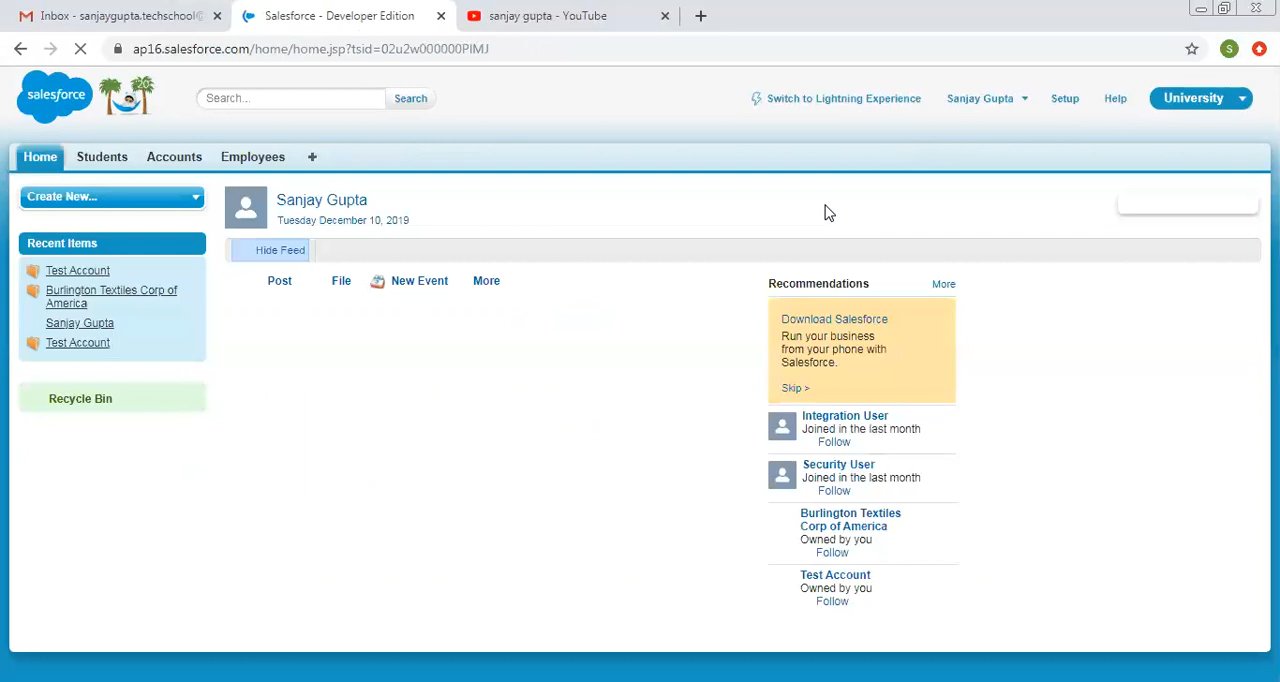 Inbox - sanjaygupta.techschool@
Salesforce - Developer Edition
sanjay gupta - YouTube
ap16.salesforce.com/home/home.jsp?tsid=02u2w000000PIMJ
S
salesforce
20
Search...
Search
Switch to Lightning Experience
Sanjay Gupta
Setup
Help
University
Home
Students
Accounts
Employees
Create New...
Sanjay Gupta
Tuesday December 10, 2019
Recent Items
Test Account
Burlington Textiles Corp of
America
Sanjay Gupta
Test Account
Recycle Bin
Hide Feed
Post
File
New Event
More
Recommendations
More
Download Salesforce
Run your business
from your phone with
Salesforce.
Skip >
Integration User
Joined in the last month
Follow
Security User
Joined in the last month
Follow
Burlington Textiles
Corp of America
Owned by you
Follow
Test Account
Owned by you
Follow